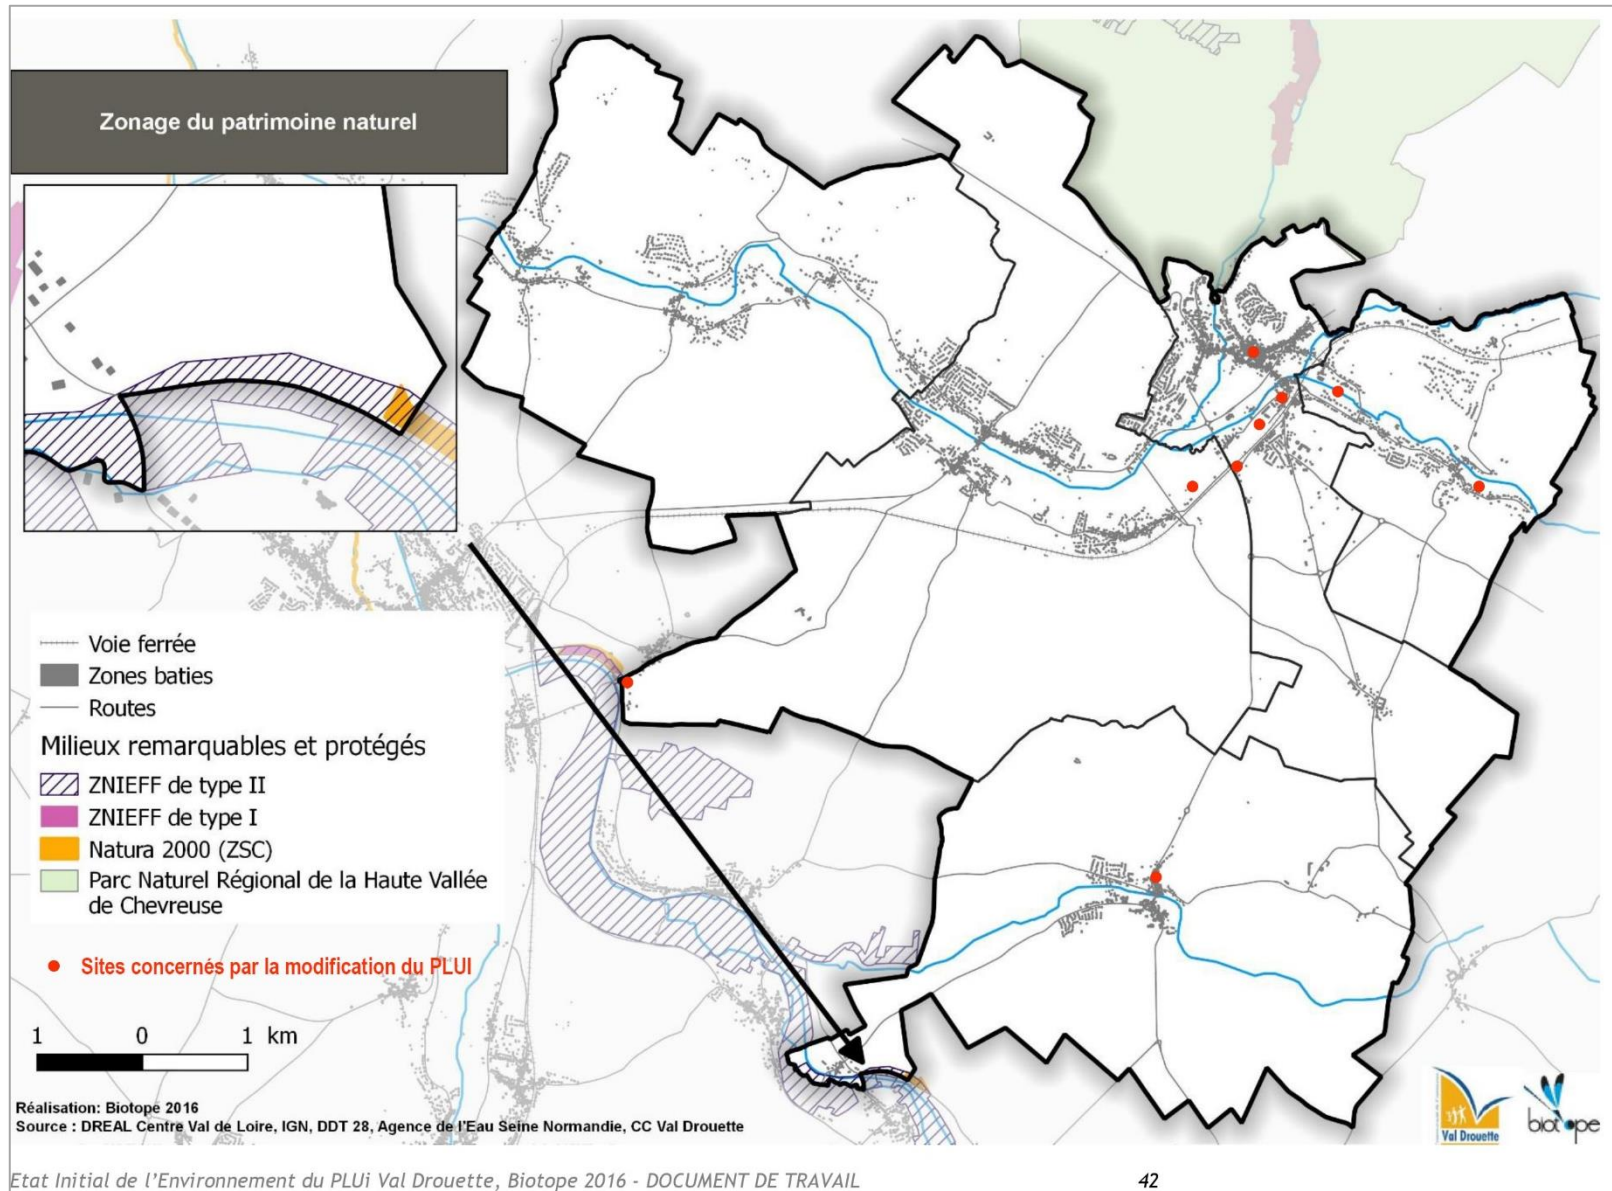 Zonage du patrimoine naturel
Voie ferrée
Zones baties
Routes
Milieux remarquables et protégés
ZNIEFF de type II
ZNIEFF de type I
Natura 2000 (ZSC)
Parc Naturel Régional de la Haute Vallée
de Chevreuse
Sites concernés par la modification du PLUI
1 0 1 km
Réalisation: Biotope 2016
Source : DREAL Centre Val de Loire, IGN, DDT 28, Agence de l'Eau Seine Normandie, CC Val Drouette
Val Drouette
biotope
Etat Initial de l'Environnement du PLUi Val Drouette, Biotope 2016 - DOCUMENT DE TRAVAIL 42